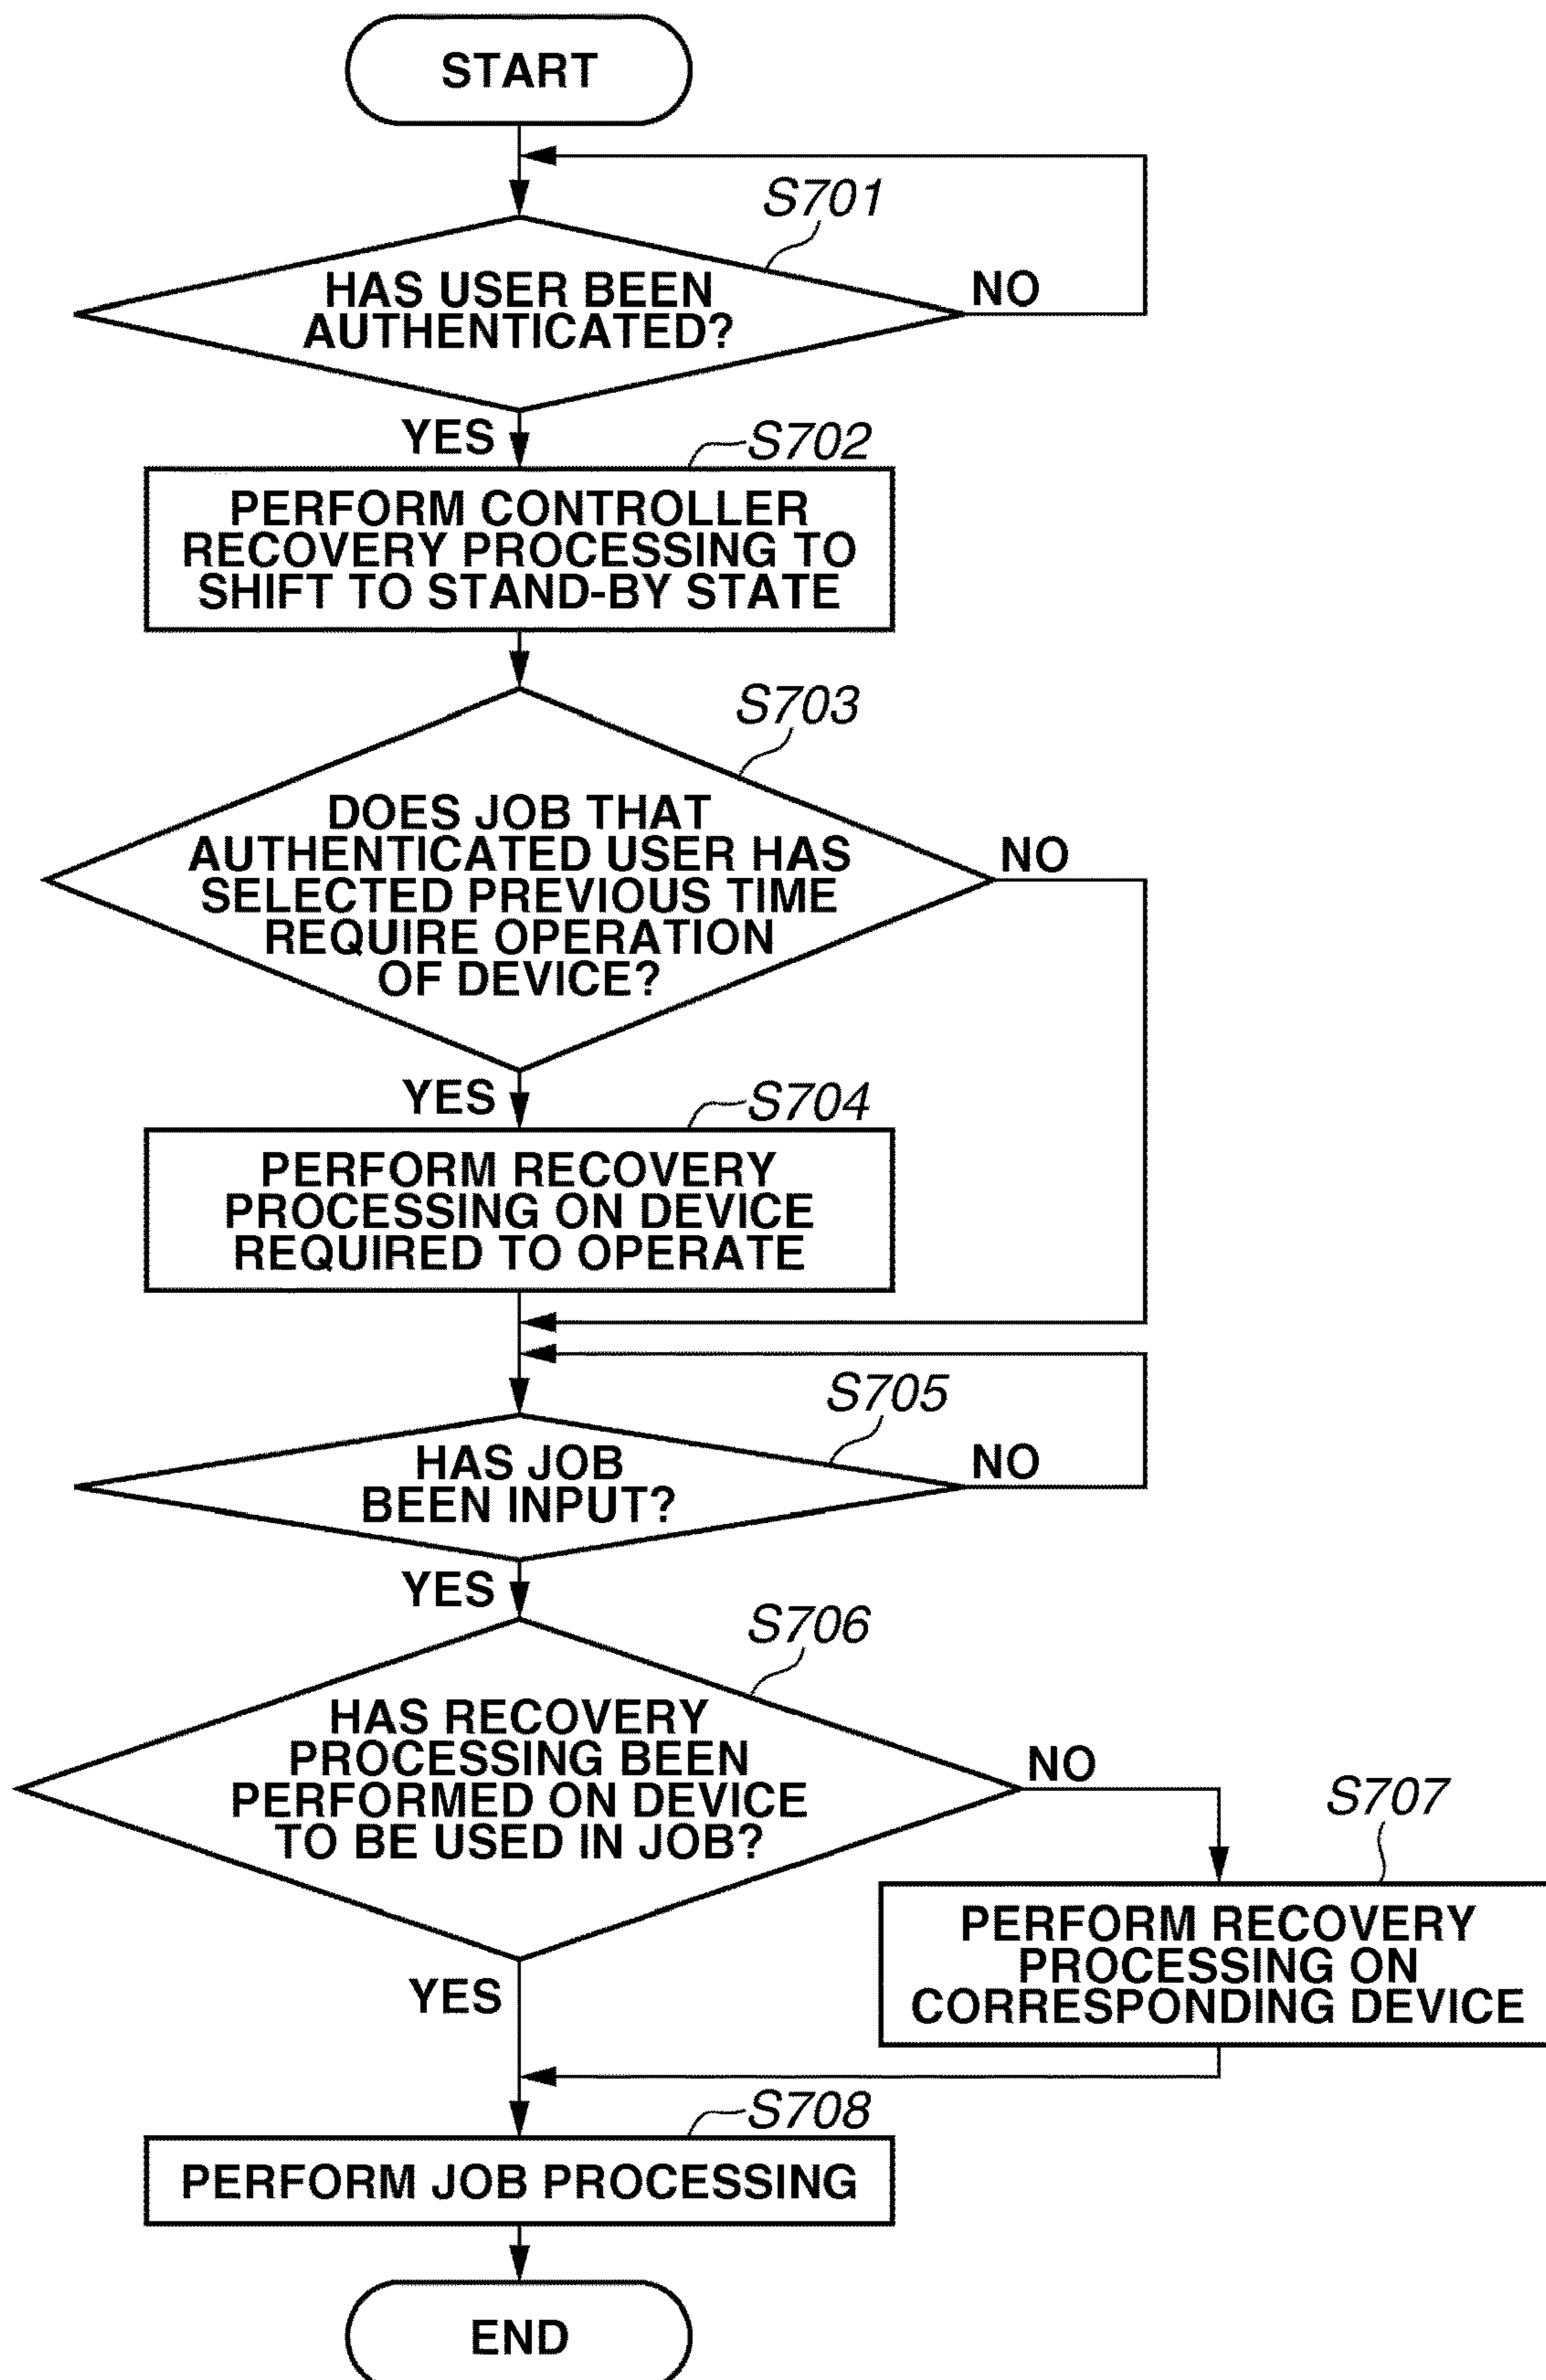 START
S701
HAS USER BEEN
AUTHENTICATED?
NO
YES
S702
PERFORM CONTROLLER
RECOVERY PROCESSING TO
SHIFT TO STAND-BY STATE
S703
DOES JOB THAT
AUTHENTICATED USER HAS
SELECTED PREVIOUS TIME
REQUIRE OPERATION
OF DEVICE?
NO
YES
S704
PERFORM RECOVERY
PROCESSING ON DEVICE
REQUIRED TO OPERATE
S705
HAS JOB
BEEN INPUT?
NO
YES
S706
HAS RECOVERY
PROCESSING BEEN
PERFORMED ON DEVICE
TO BE USED IN JOB?
NO
S707
PERFORM RECOVERY
PROCESSING ON
CORRESPONDING DEVICE
YES
S708
PERFORM JOB PROCESSING
END